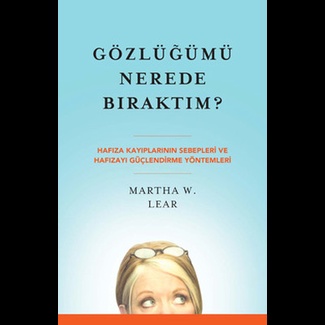 GÖZLÜĞÜMÜ
NEREDE
BIRAKTIM?
HAFIZA KAYIPLARININ SEBEPLERİ VE
HAFIZAYI GÜÇLENDİRME YÖNTEMLERİ
MARTHA W.
LEAR